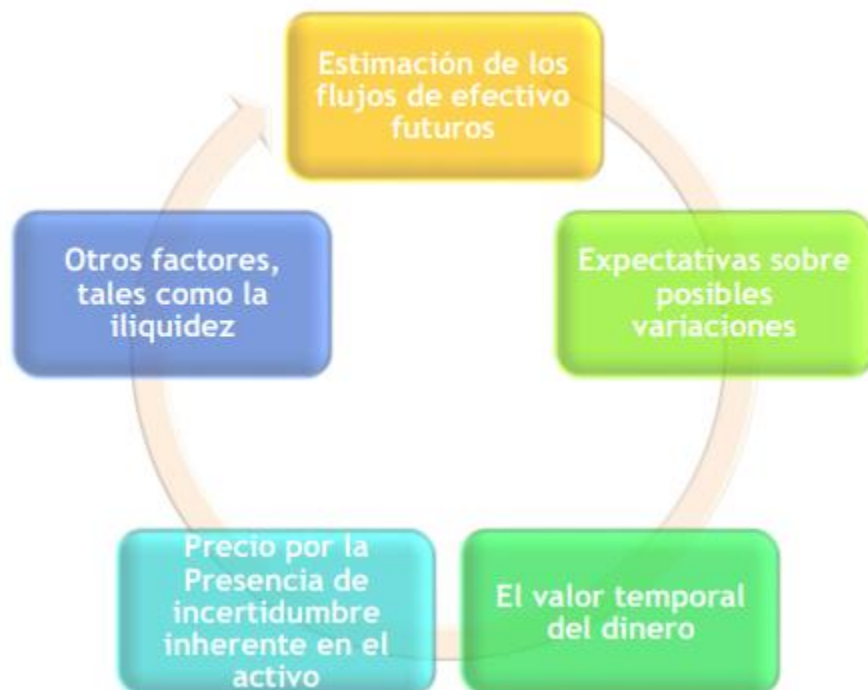 Estimación de los
flujos de efectivo
futuros
Expectativas sobre
posibles
variaciones
El valor temporal
del dinero
Precio por la
Presencia de
incertidumbre
inherente en el
activo
Otros factores,
tales como la
iliquidez